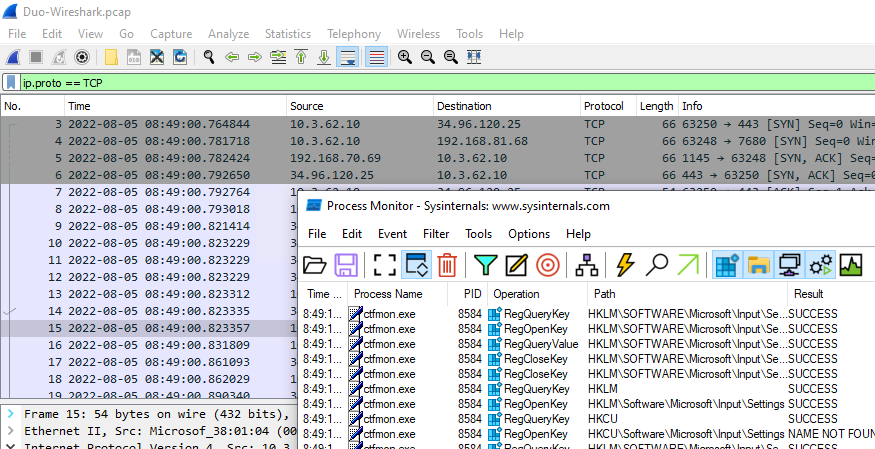 Duo-Wireshark.pcap
File Edit View Go Capture Analyze Statistics Telephony Wireless Tools Help
ip.proto == TCP
No. Time Source Destination Protocol Length Info
3 2022-08-05 08:49:00.764844 10.3.62.10 34.96.120.25 TCP 66 63250 → 443 [SYN] Seq=0 Win=
4 2022-08-05 08:49:00.781718 10.3.62.10 192.168.81.68 TCP 66 63248 → 7680 [SYN] Seq=0 Wi
5 2022-08-05 08:49:00.782424 192.168.70.69 10.3.62.10 TCP 66 1145 → 63248 [SYN, ACK] Seq
6 2022-08-05 08:49:00.792650 34.96.120.25 10.3.62.10 TCP 66 443 → 63250 [SYN, ACK] Seq=
7 2022-08-05 08:49:00.792764
8 2022-08-05 08:49:00.793018
9 2022-08-05 08:49:00.821414
10 2022-08-05 08:49:00.823229
11 2022-08-05 08:49:00.823229
12 2022-08-05 08:49:00.823229
13 2022-08-05 08:49:00.823312
14 2022-08-05 08:49:00.823335
15 2022-08-05 08:49:00.823357
16 2022-08-05 08:49:00.831809
17 2022-08-05 08:49:00.861093
18 2022-08-05 08:49:00.862029
19 2022-08-05 08:49:00.890340
Frame 15: 54 bytes on wire (432 bits),
Ethernet II, Src: Microsof_38:01:04 (00
Internet Protocol Version 4, Src: 10.3
Process Monitor - Sysinternals: www.sysinternals.com
File Edit Event Filter Tools Options Help
Time ... Process Name PID Operation Path Result
8:49:1... ctfmon.exe 8584 RegQueryKey HKLM\SOFTWARE\Microsoft\Input\Se... SUCCESS
8:49:1... ctfmon.exe 8584 RegOpenKey HKLM\SOFTWARE\Microsoft\Input\Se... SUCCESS
8:49:1... ctfmon.exe 8584 RegQueryValue HKLM\SOFTWARE\Microsoft\Input\Se... SUCCESS
8:49:1... ctfmon.exe 8584 RegCloseKey HKLM\SOFTWARE\Microsoft\Input\Se... SUCCESS
8:49:1... ctfmon.exe 8584 RegCloseKey HKLM\SOFTWARE\Microsoft\Input\Se... SUCCESS
8:49:1... ctfmon.exe 8584 RegQueryKey HKLM SUCCESS
8:49:1... ctfmon.exe 8584 RegOpenKey HKLM\Software\Microsoft\Input\Settings SUCCESS
8:49:1... ctfmon.exe 8584 RegQueryKey HKCU SUCCESS
8:49:1... ctfmon.exe 8584 RegOpenKey HKCU\Software\Microsoft\Input\Settings NAME NOT FOUN